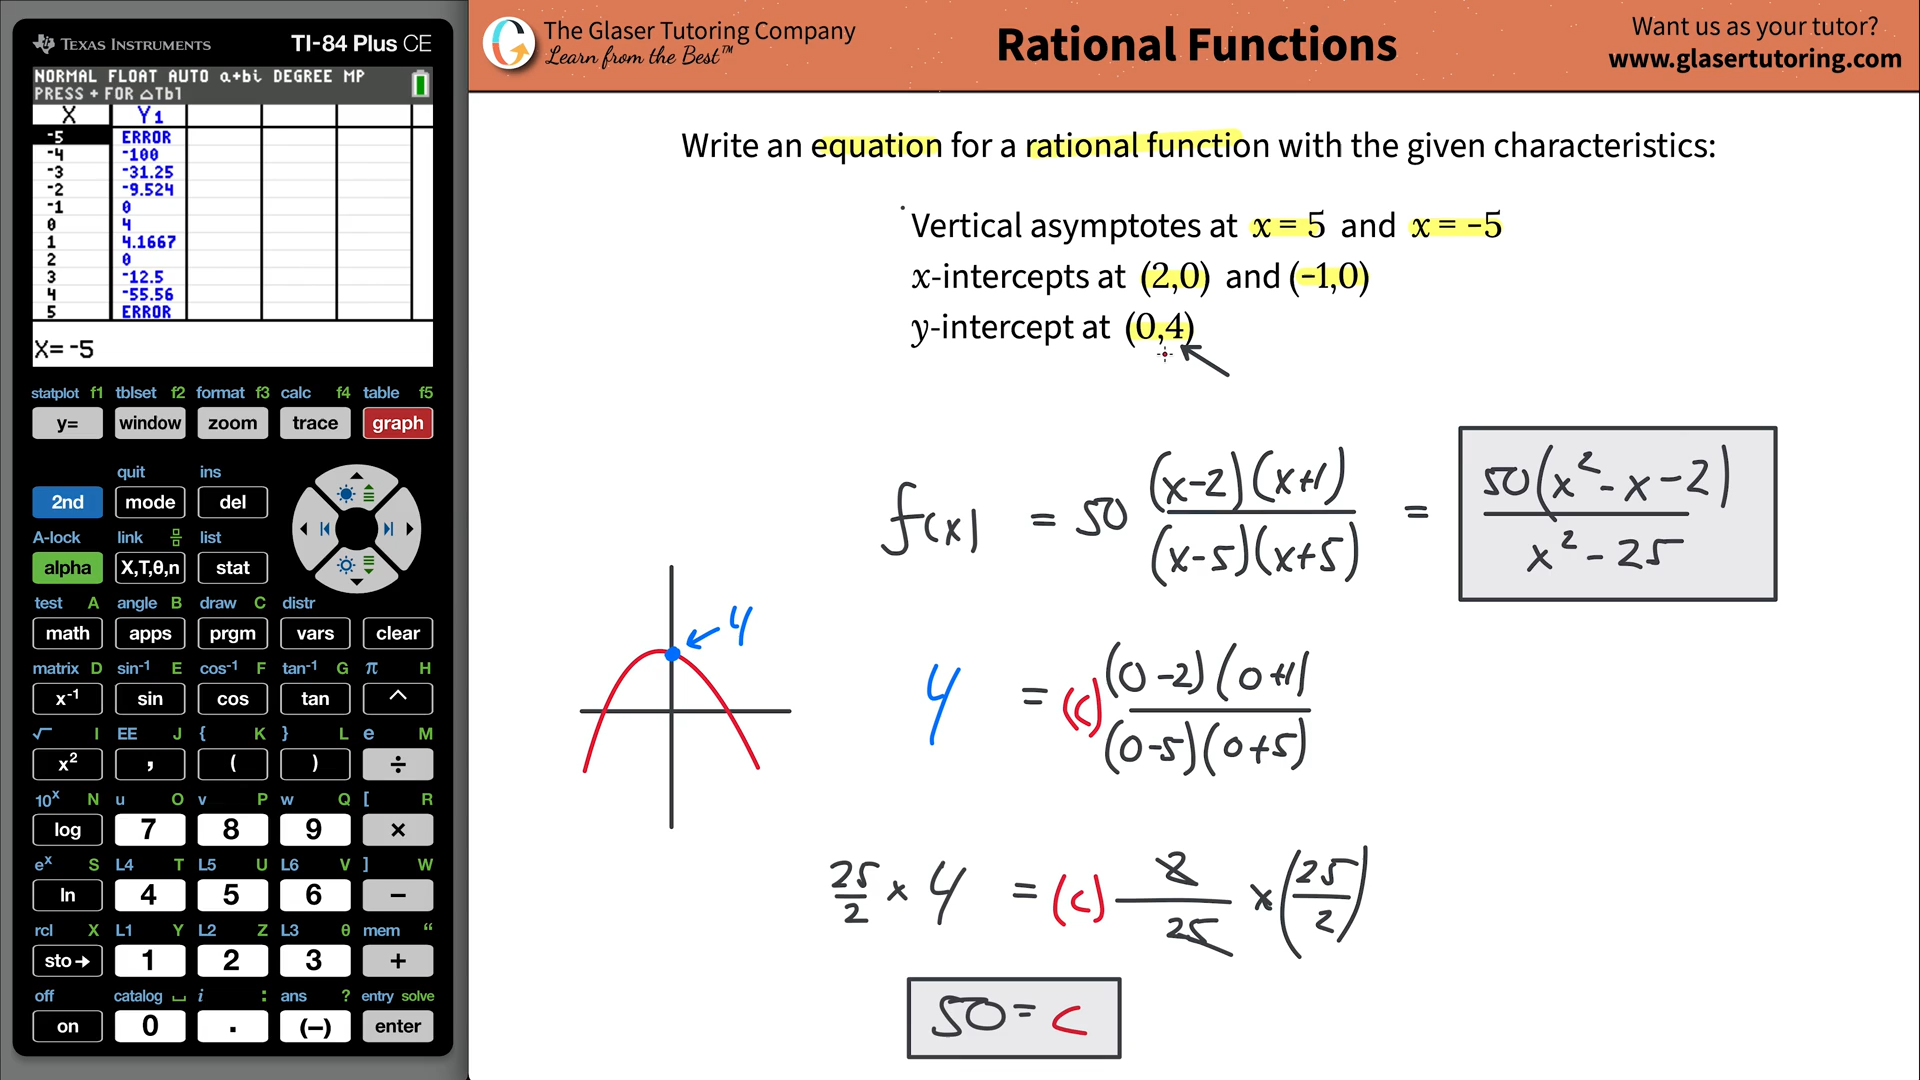 TEXAS INSTRUMENTS TI-84 Plus CE
NORMAL FLOAT AUTO a+bi DEGREE MP
PRESS + FOR △Tbl
X Y1
-5 ERROR
-4 -100
-3 -31.25
-2 -9.524
-1 0
0 4
1 4.1667
2 0
3 -12.5
4 -55.56
5 ERROR
X= -5
statplot f1 tblset f2 format f3 calc f4 table f5
y= window zoom trace graph
quit ins
2nd mode del
A-lock link list
alpha X,T,θ,n stat
test A angle B draw C distr
math apps prgm vars clear
matrix D sin⁻¹ E cos⁻¹ F tan⁻¹ G π H
x⁻¹ sin cos tan ^
√ I EE J { K } L e M
x² , ( ) ÷
10ˣ N u O v P w Q [ R
log 7 8 9 ×
eˣ S L4 T L5 U L6 V ] W
ln 4 5 6 −
rcl X L1 Y L2 Z L3 θ mem “
sto→ 1 2 3 +
off catalog ⎵ i : ans ? entry solve
on 0 . (−) enter
The Glaser Tutoring Company
Learn from the Best™
Rational Functions
Want us as your tutor?
www.glasertutoring.com
Write an equation for a rational function with the given characteristics:
Vertical asymptotes at x = 5 and x = −5
x-intercepts at (2,0) and (−1,0)
y-intercept at (0,4)
f(x) = 50 (x-2)(x+1) / (x-5)(x+5) = 50(x² - x - 2) / x² - 25
4
4 = (c) (0-2)(0+1) / (0-5)(0+5)
25/2 × 4 = (c) 2/25 × (25/2)
50 = c